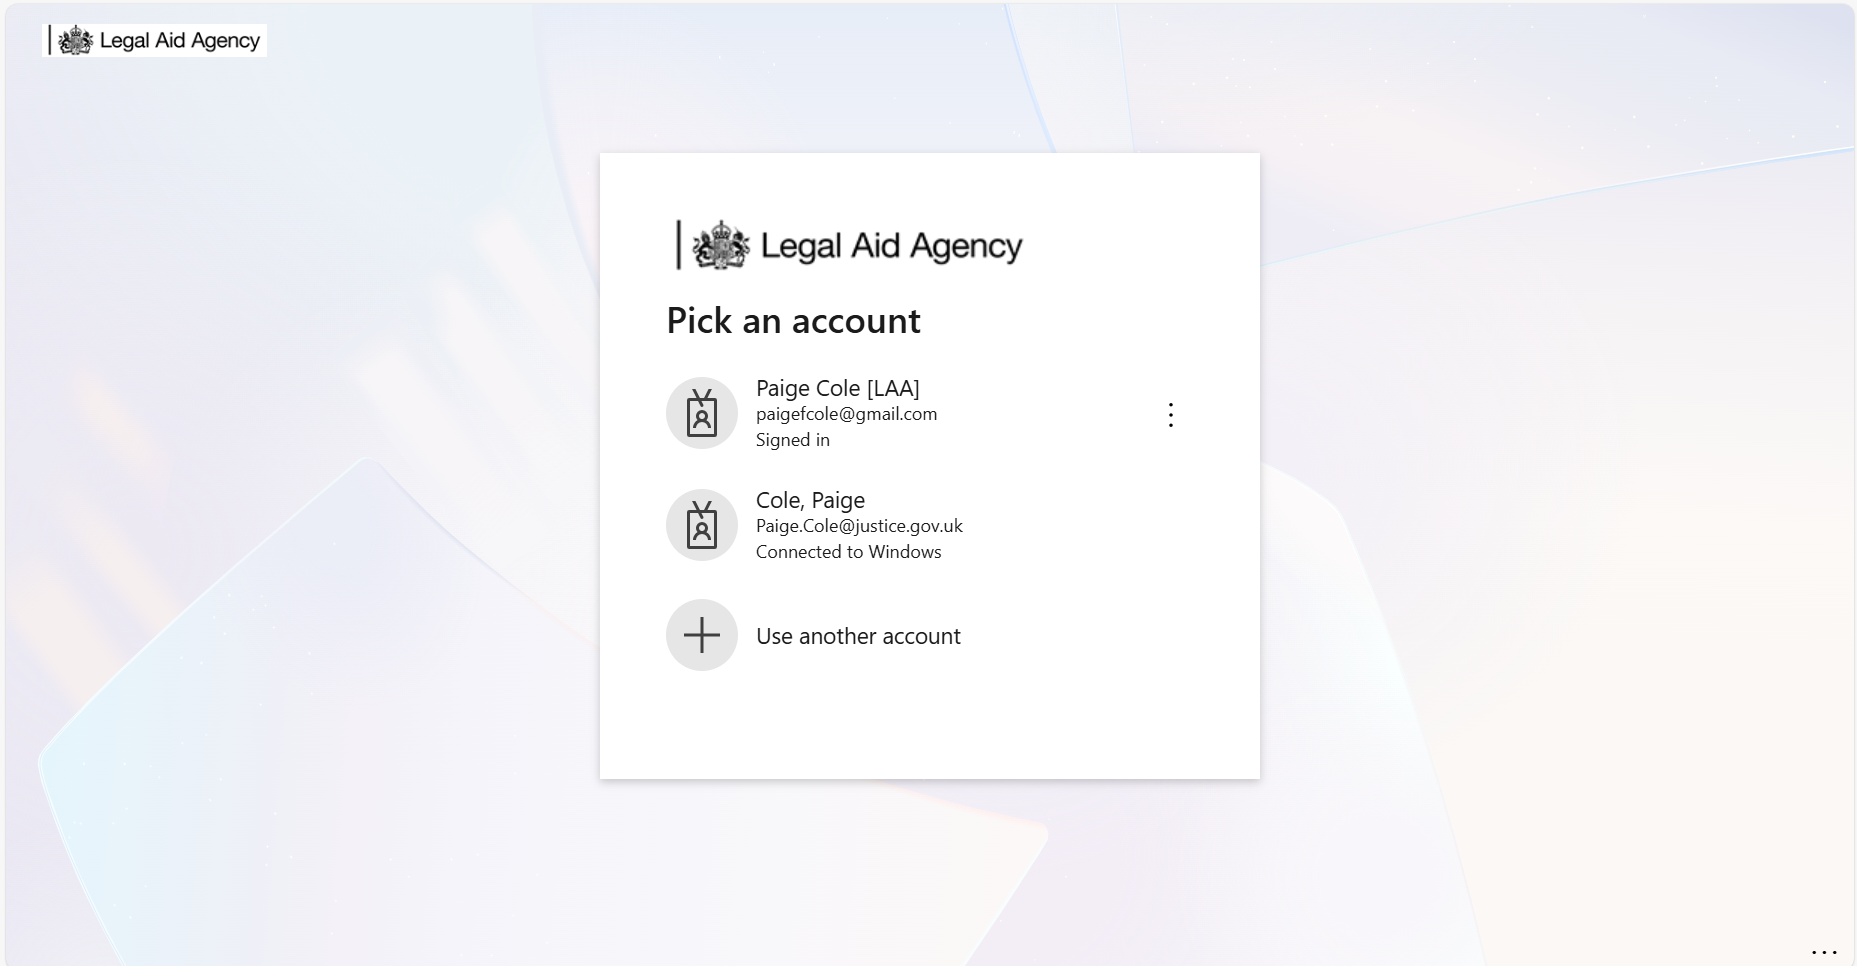 Legal Aid Agency
Legal Aid Agency
Pick an account
Paige Cole [LAA]
paigefcole@gmail.com
Signed in
Cole, Paige
Paige.Cole@justice.gov.uk
Connected to Windows
Use another account